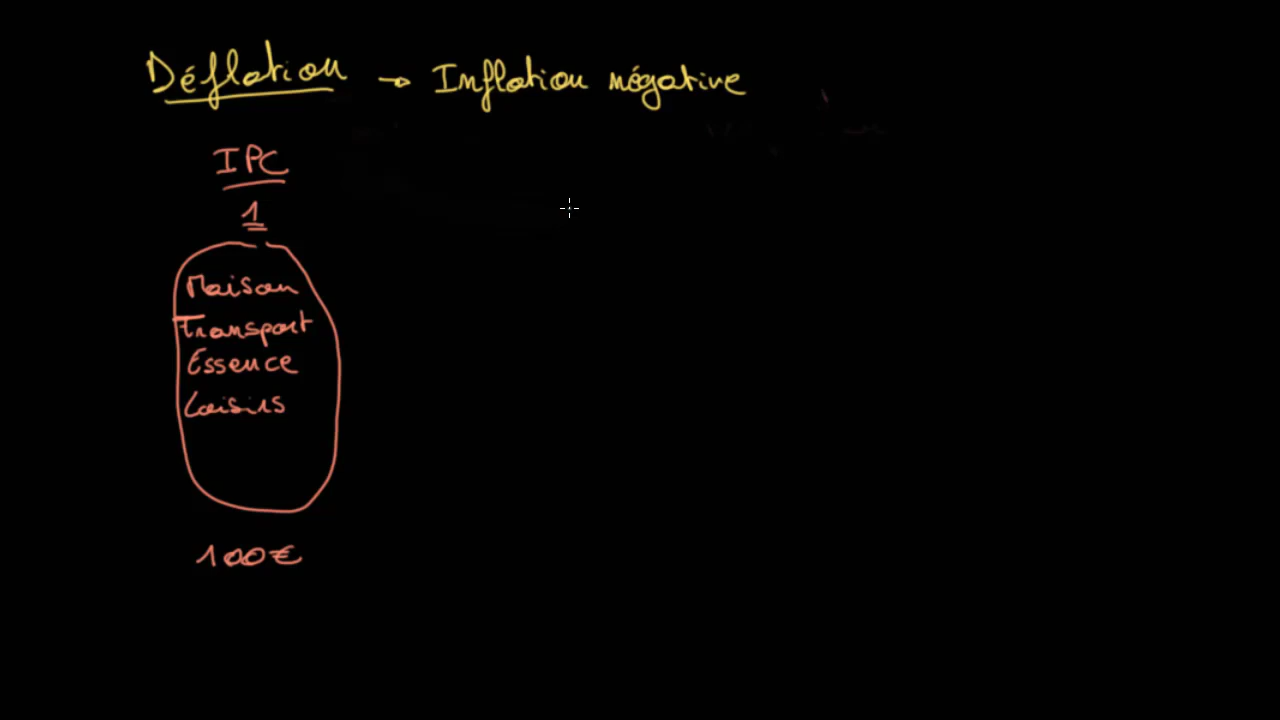 Déflation → Inflation négative
IPC
1
Maison
Transport
Essence
Loisirs
100€